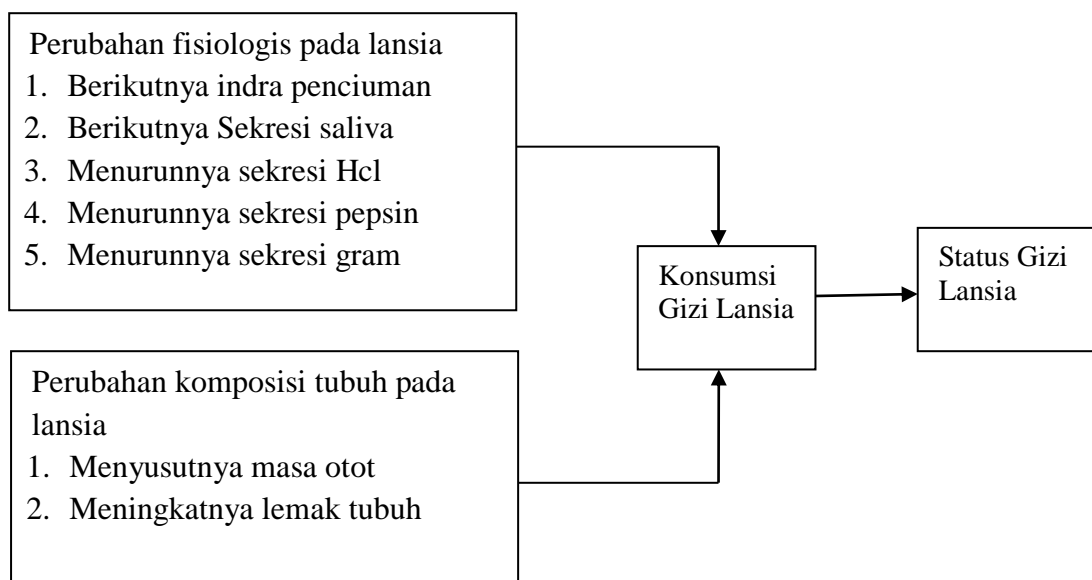 Perubahan fisiologis pada lansia
1. Berikutnya indra penciuman
2. Berikutnya Sekresi saliva
3. Menurunnya sekresi Hcl
4. Menurunnya sekresi pepsin
5. Menurunnya sekresi gram
Konsumsi
Gizi Lansia
Status Gizi
Lansia
Perubahan komposisi tubuh pada
lansia
1. Menyusutnya masa otot
2. Meningkatnya lemak tubuh